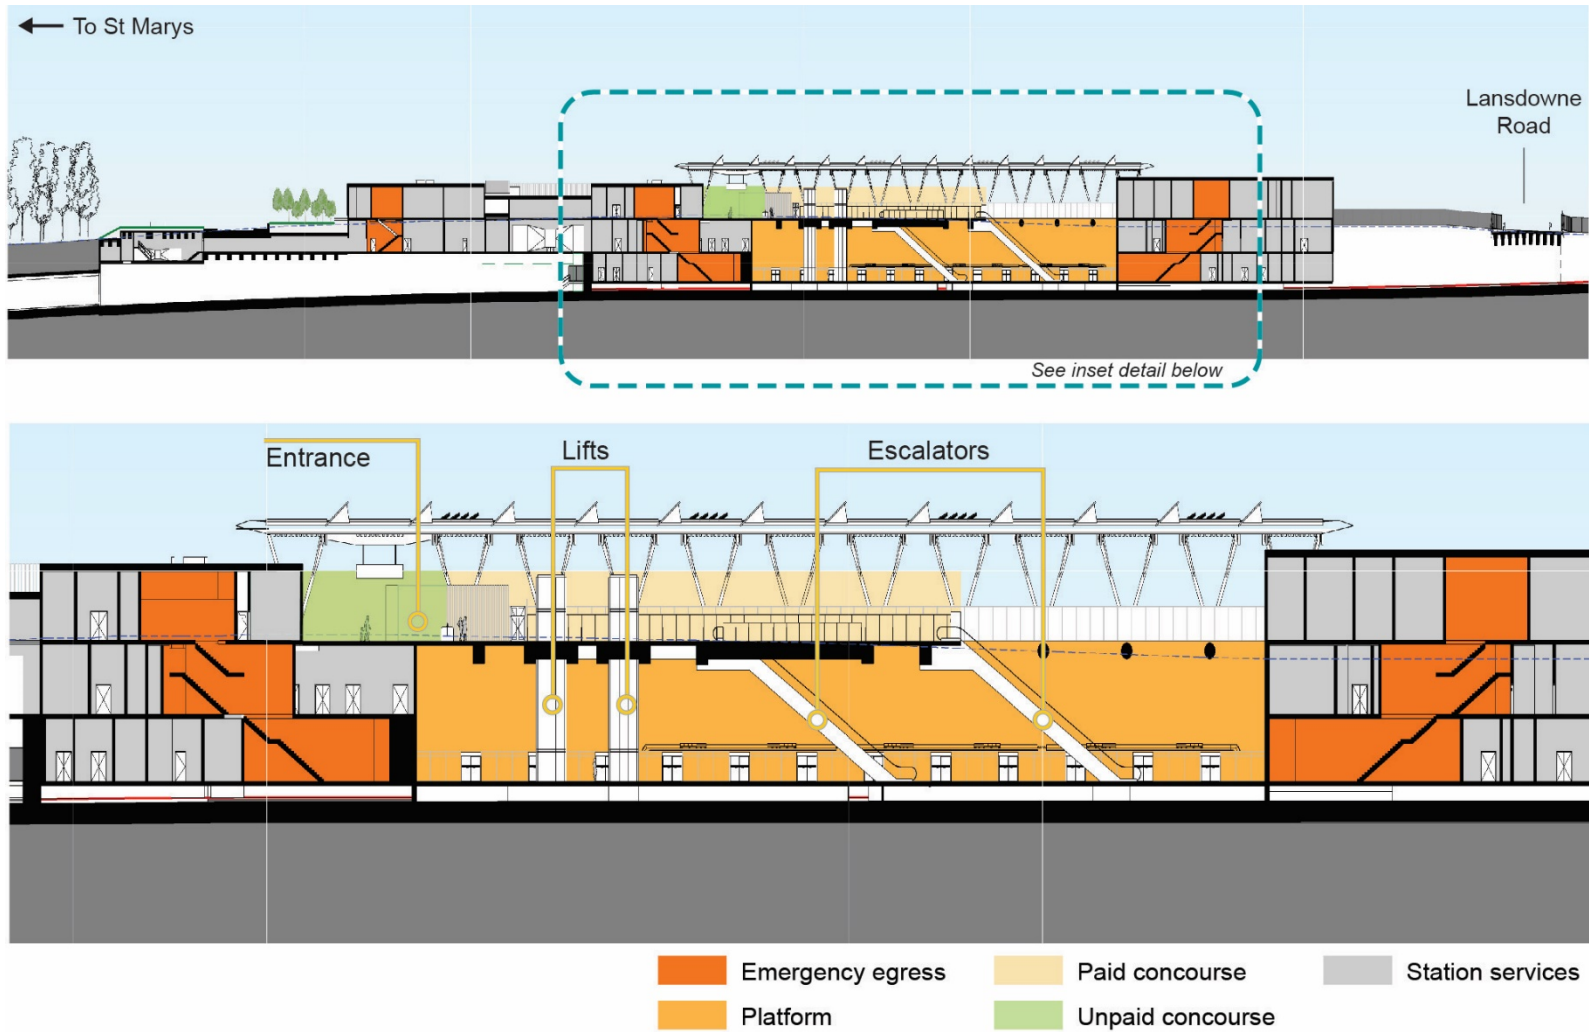 To St Marys
Lansdowne
Road
See inset detail below
Entrance
Lifts
Escalators
Emergency egress
Paid concourse
Station services
Platform
Unpaid concourse